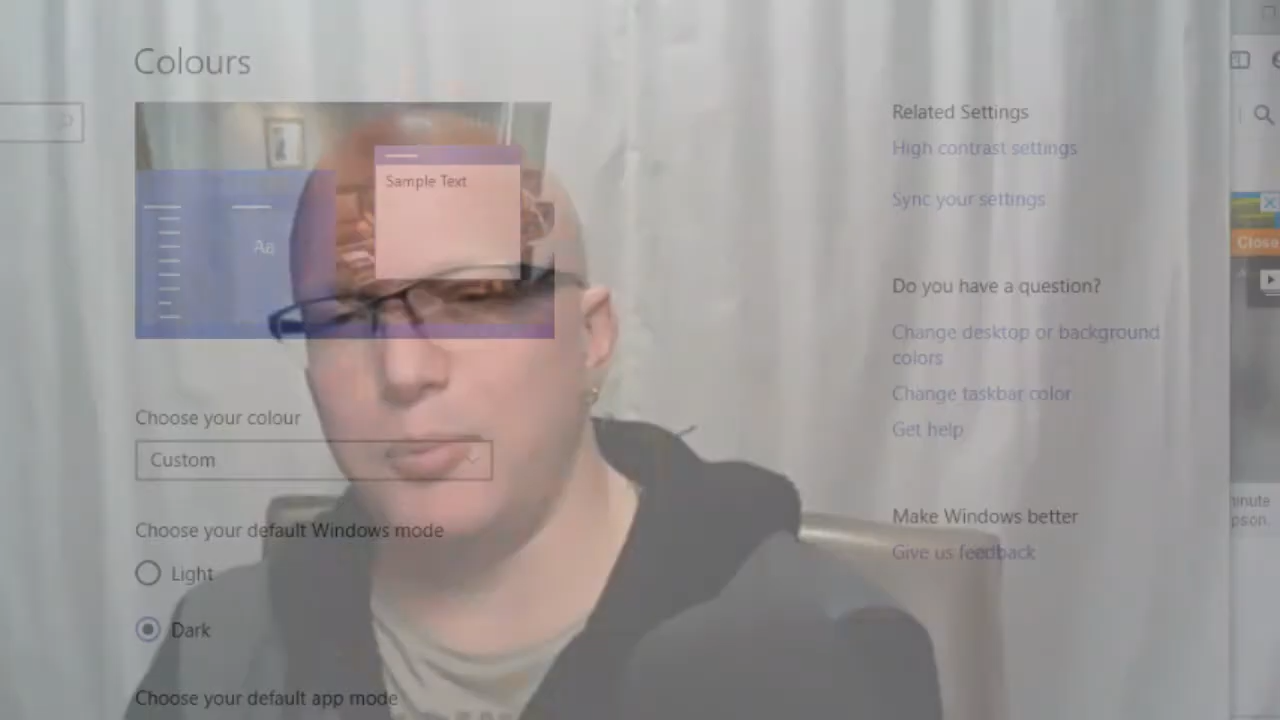 Colours
Sample Text
Aa
Choose your colour
Custom
Choose your default Windows mode
Light
Dark
Choose your default app mode
Related Settings
High contrast settings
Sync your settings
Do you have a question?
Change desktop or background
colors
Change taskbar color
Get help
Make Windows better
Give us feedback
Close